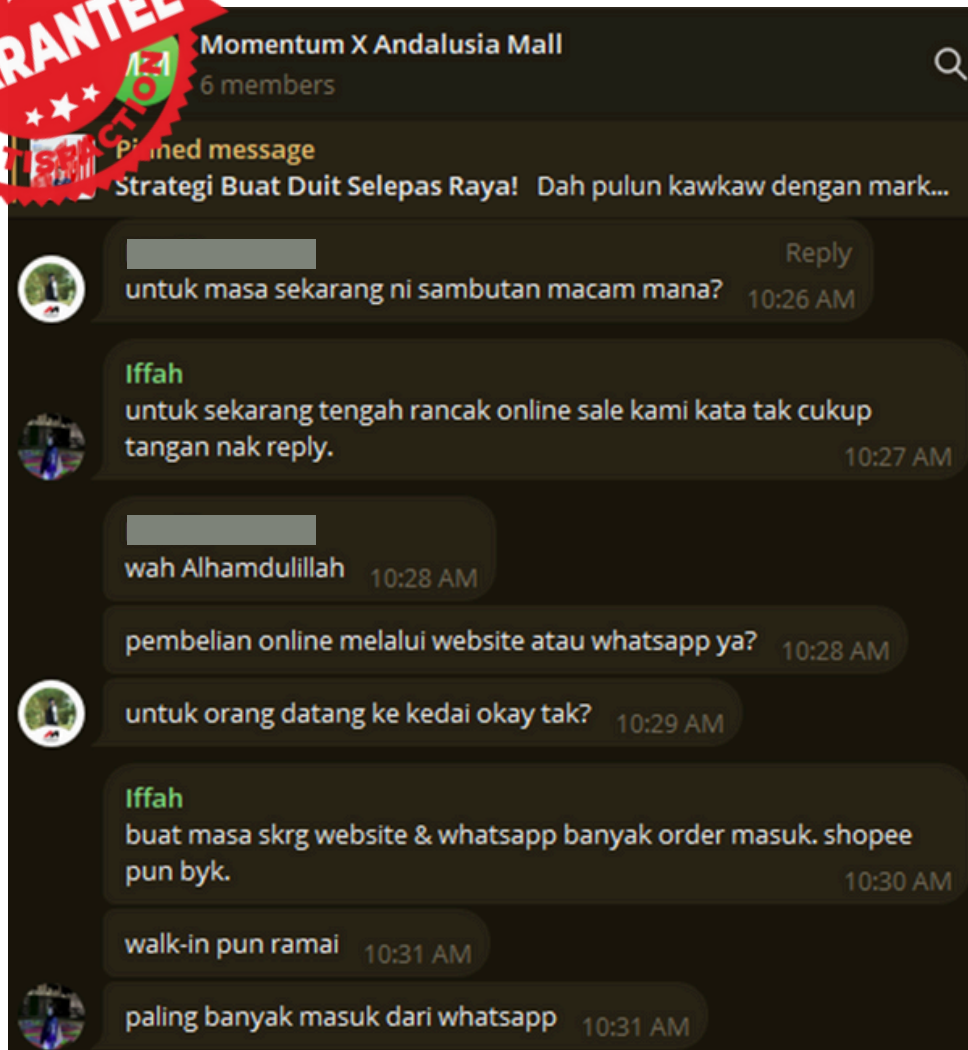 RANTEE
MM
Momentum X Andalusia Mall
6 members
TISFACTION
Pinned message
Strategi Buat Duit Selepas Raya! Dah pulun kawkaw dengan mark...
Reply
untuk masa sekarang ni sambutan macam mana? 10:26 AM
Iffah
untuk sekarang tengah rancak online sale kami kata tak cukup
tangan nak reply. 10:27 AM
wah Alhamdulillah 10:28 AM
pembelian online melalui website atau whatsapp ya? 10:28 AM
untuk orang datang ke kedai okay tak? 10:29 AM
Iffah
buat masa skrg website & whatsapp banyak order masuk. shopee
pun byk. 10:30 AM
walk-in pun ramai 10:31 AM
paling banyak masuk dari whatsapp 10:31 AM